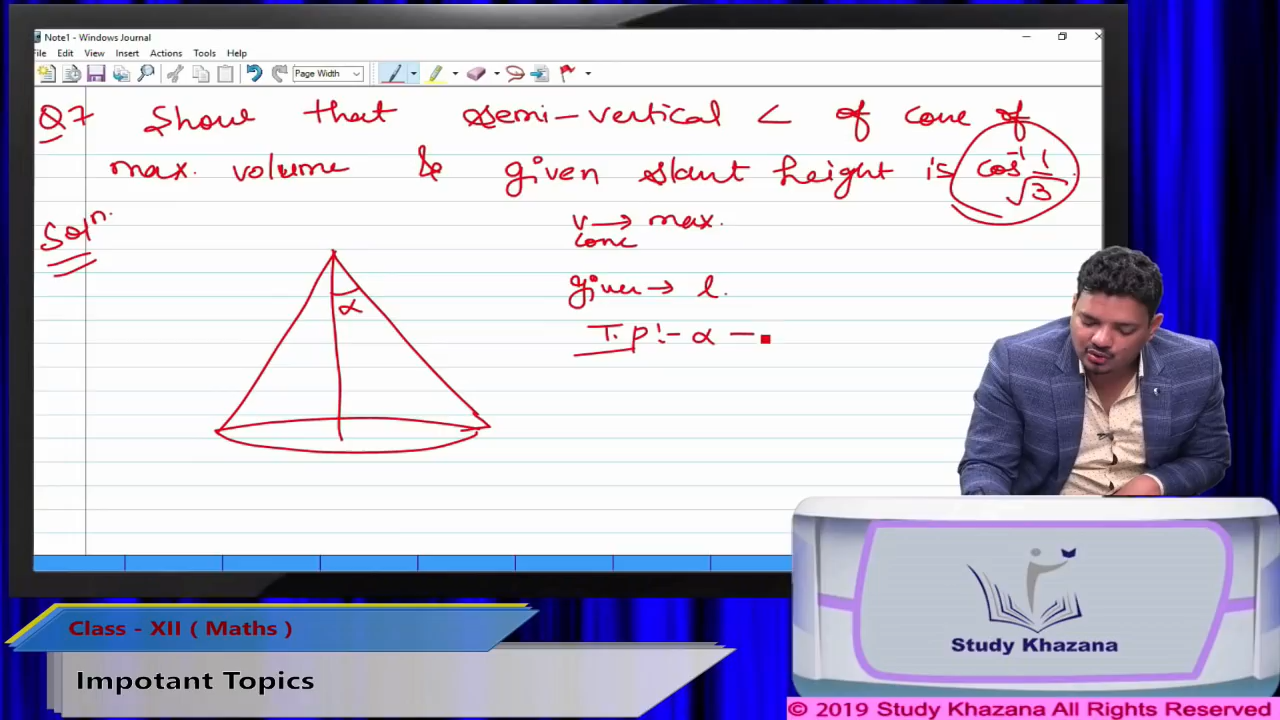 Note1 - Windows Journal
File Edit View Insert Actions Tools Help
Page Width
Q7 Show that semi-vertical ∠ of cone of
max. volume & given slant height is cos⁻¹ 1/√3
Solⁿ.
V → max.
cone
given → l.
T.P:- α -
α
Study Khazana
Class - XII ( Maths )
Impotant Topics
© 2019 Study Khazana All Rights Reserved